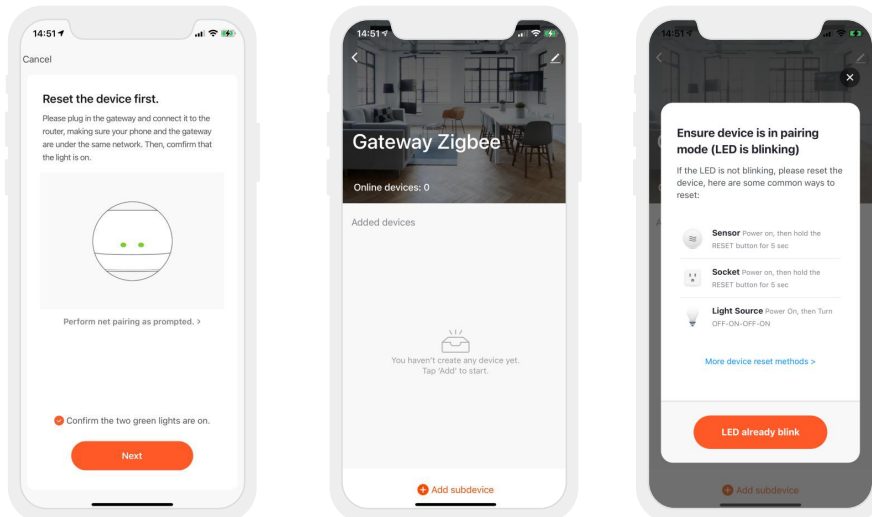 14:51
Cancel
Reset the device first.
Please plug in the gateway and connect it to the
router, making sure your phone and the gateway
are under the same network. Then, comfirm that
the light is on.
Perform net pairing as prompted. >
Confirm the two green lights are on.
Next
14:51
Gateway Zigbee
Online devices: 0
Added devices
You haven't create any device yet.
Tap 'Add' to start.
Add subdevice
14:51
Ensure device is in pairing
mode (LED is blinking)
If the LED is not blinking, please reset the
device, here are some common ways to
reset:
Sensor Power on, then hold the
RESET button for 5 sec
Socket Power on, then hold the
RESET button for 5 sec
Light Source Power On, then Turn
OFF-ON-OFF-ON
More device reset methods >
LED already blink
Add subdevice